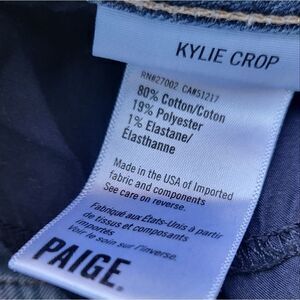 KYLIE CROP
RN#27002 CA#51217
80% Cotton/Coton
19% Polyester
1% Elastane/
Élasthanne
Made in the USA of Imported
fabric and components
See care on reverse.
Fabriqué aux États-Unis à partir
de tissus et composants
Voir le soin sur l'inverse.
PAIGE